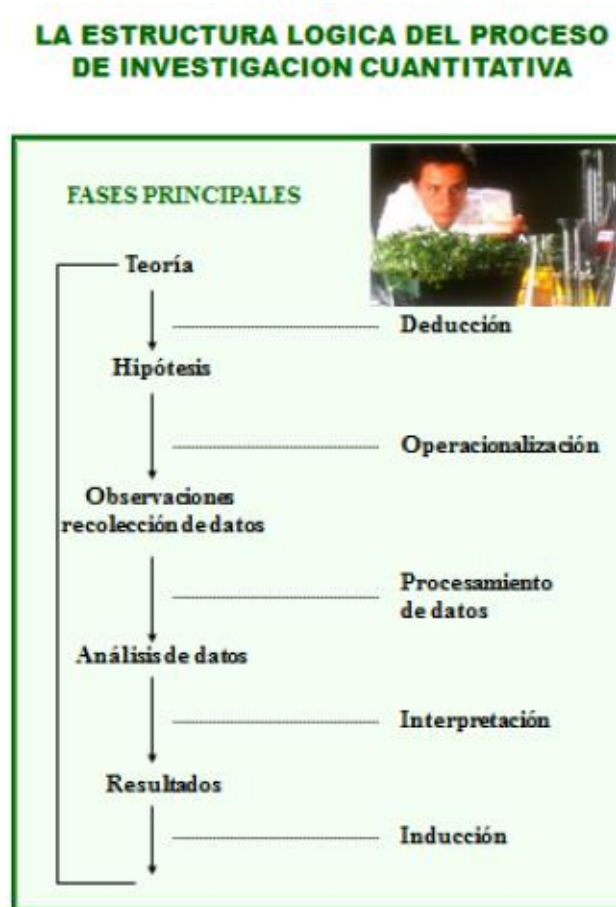 LA ESTRUCTURA LOGICA DEL PROCESO
DE INVESTIGACION CUANTITATIVA
FASES PRINCIPALES
Teoría
Deducción
Hipótesis
Operacionalización
Observaciones
recolección de datos
Procesamiento
de datos
Análisis de datos
Interpretación
Resultados
Inducción